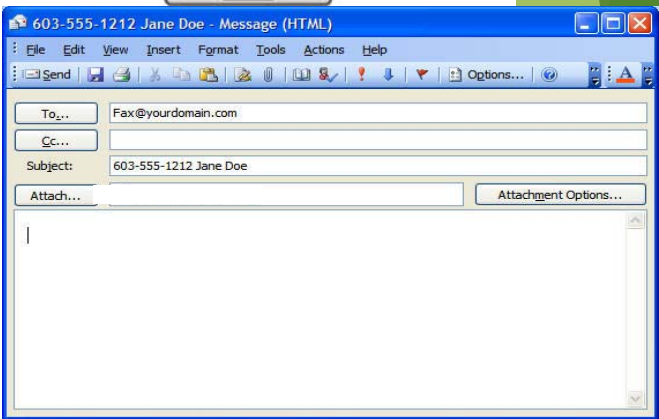 603-555-1212 Jane Doe - Message (HTML)
File Edit View Insert Format Tools Actions Help
Send Options...
To... Fax@yourdomain.com
Cc...
Subject: 603-555-1212 Jane Doe
Attach... Attachment Options...